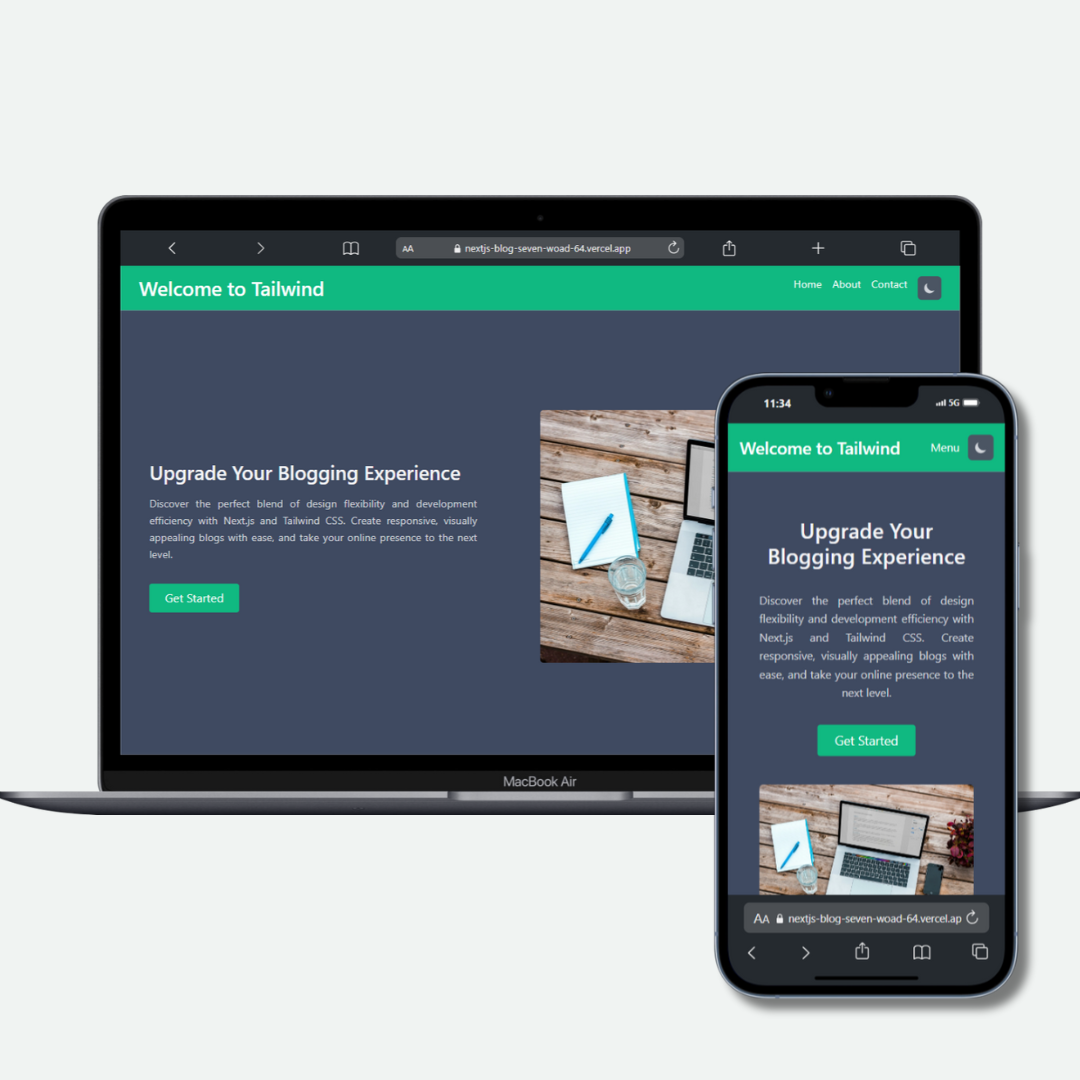 AA nextjs-blog-seven-woad-64.vercel.app
Welcome to Tailwind
Home About Contact
Upgrade Your Blogging Experience
Discover the perfect blend of design flexibility and development
efficiency with Next.js and Tailwind CSS. Create responsive, visually
appealing blogs with ease, and take your online presence to the next
level.
Get Started
MacBook Air
11:34 5G
Welcome to Tailwind Menu
Upgrade Your
Blogging Experience
Discover the perfect blend of design
flexibility and development efficiency with
Next.js and Tailwind CSS. Create
responsive, visually appealing blogs with
ease, and take your online presence to the
next level.
Get Started
AA nextjs-blog-seven-woad-64.vercel.ap